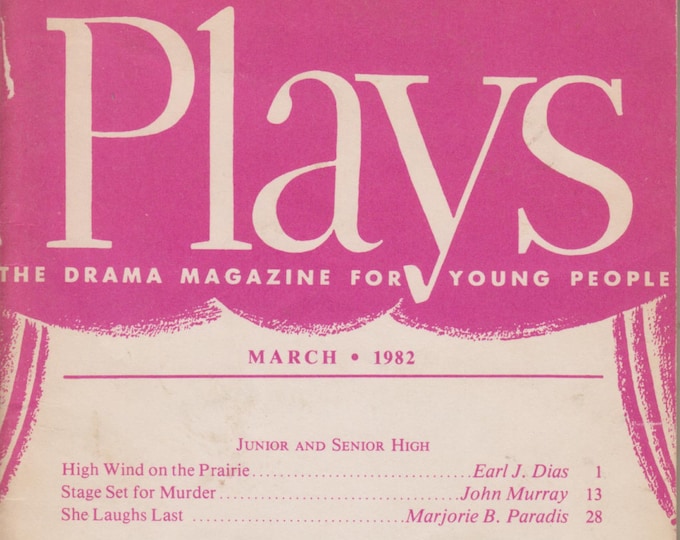 Plays
THE DRAMA MAGAZINE FOR YOUNG PEOPLE
MARCH • 1982
JUNIOR AND SENIOR HIGH
High Wind on the Prairie.............................Earl J. Dias 1
Stage Set for Murder................................John Murray 13
She Laughs Last ............................Marjorie B. Paradis 28